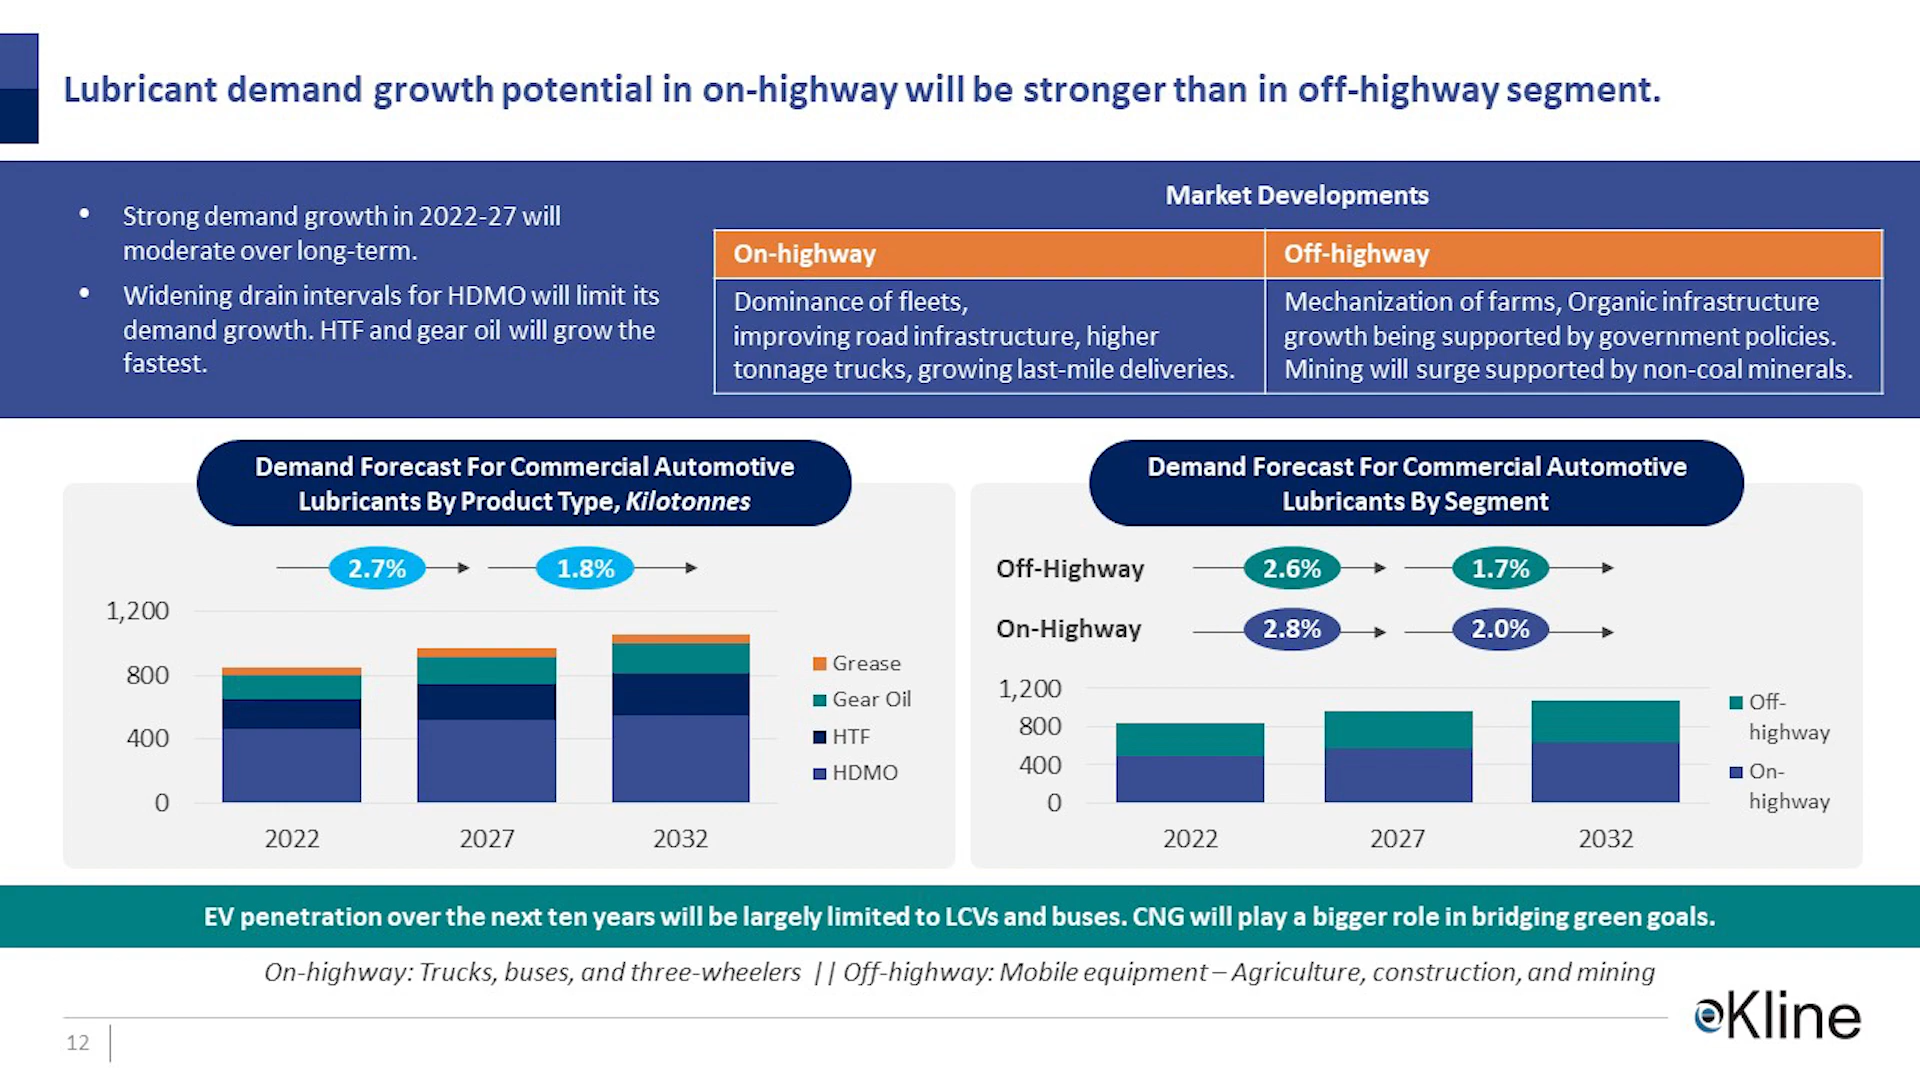 Lubricant demand growth potential in on-highway will be stronger than in off-highway segment.
• Strong demand growth in 2022-27 will
moderate over long-term.
• Widening drain intervals for HDMO will limit its
demand growth. HTF and gear oil will grow the
fastest.
Market Developments
On-highway
Off-highway
Dominance of fleets,
improving road infrastructure, higher
tonnage trucks, growing last-mile deliveries.
Mechanization of farms, Organic infrastructure
growth being supported by government policies.
Mining will surge supported by non-coal minerals.
Demand Forecast For Commercial Automotive
Lubricants By Product Type, Kilotonnes
2.7%
1.8%
1,200
800
400
0
2022
2027
2032
Grease
Gear Oil
HTF
HDMO
Demand Forecast For Commercial Automotive
Lubricants By Segment
Off-Highway
2.6%
1.7%
On-Highway
2.8%
2.0%
1,200
800
400
0
2022
2027
2032
Off-
highway
On-
highway
EV penetration over the next ten years will be largely limited to LCVs and buses. CNG will play a bigger role in bridging green goals.
On-highway: Trucks, buses, and three-wheelers || Off-highway: Mobile equipment – Agriculture, construction, and mining
12
Kline